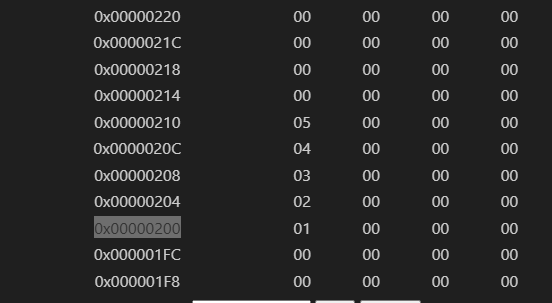 0x00000220 00 00 00 00
0x0000021C 00 00 00 00
0x00000218 00 00 00 00
0x00000214 00 00 00 00
0x00000210 05 00 00 00
0x0000020C 04 00 00 00
0x00000208 03 00 00 00
0x00000204 02 00 00 00
0x00000200 01 00 00 00
0x000001FC 00 00 00 00
0x000001F8 00 00 00 00